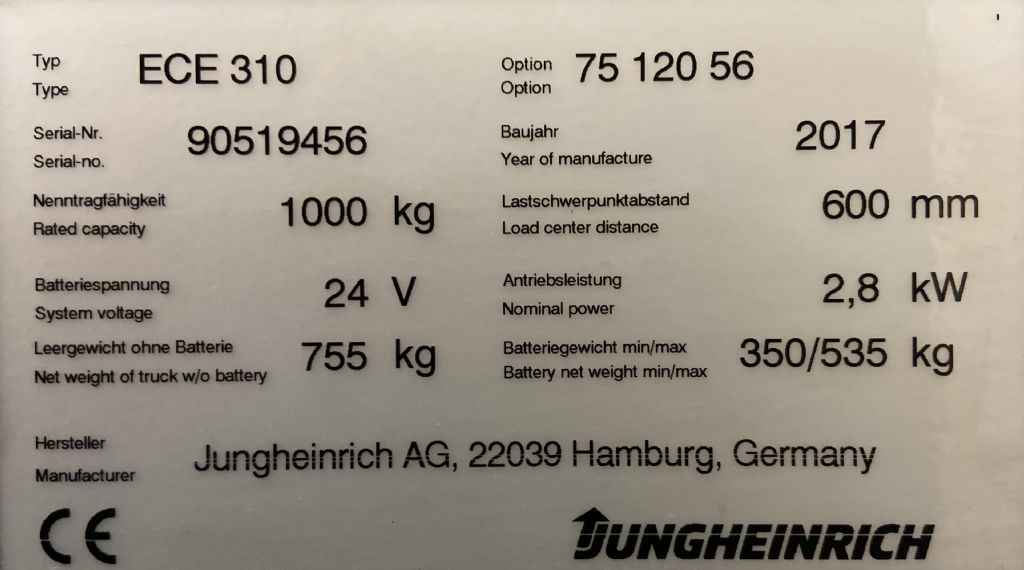 Typ
Type
ECE 310
Option
Option
75 120 56
Serial-Nr.
Serial-no.
90519456
Baujahr
Year of manufacture
2017
Nenntragfähigkeit
Rated capacity
1000 kg
Lastschwerpunktabstand
Load center distance
600 mm
Batteriespannung
System voltage
24 V
Antriebsleistung
Nominal power
2,8 kW
Leergewicht ohne Batterie
Net weight of truck w/o battery
755 kg
Batteriegewicht min/max
Battery net weight min/max
350/535 kg
Hersteller
Manufacturer
Jungheinrich AG, 22039 Hamburg, Germany
CE
JUNGHEINRICH